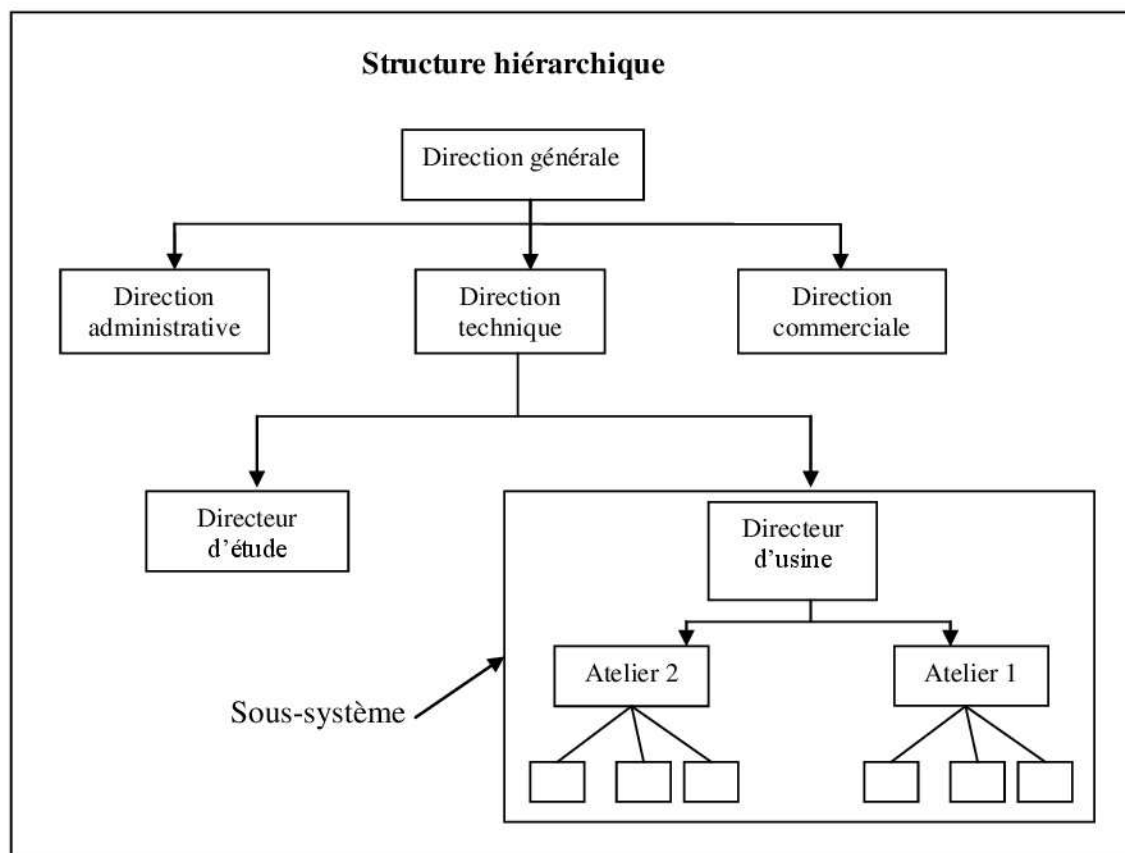 Structure hiérarchique
Direction générale
Direction
administrative
Direction
technique
Direction
commerciale
Directeur
d’étude
Directeur
d’usine
Atelier 2
Atelier 1
Sous-système